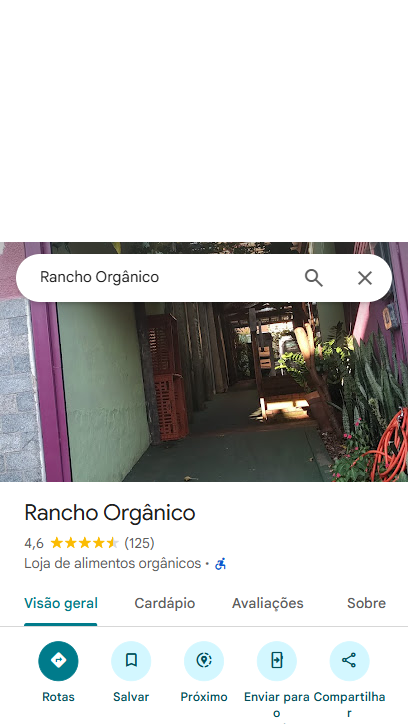 Rancho Orgânico
Rancho Orgânico
4,6 (125)
Loja de alimentos orgânicos ·
Visão geral Cardápio Avaliações Sobre
Rotas Salvar Próximo Enviar para Compartilha
o r